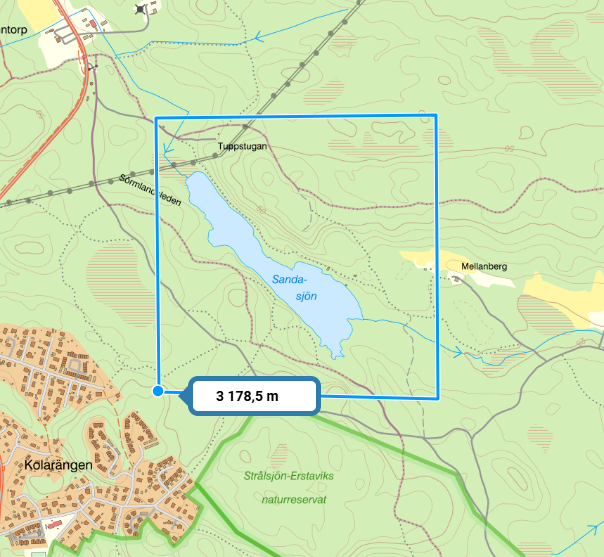 ntorp
Tuppstugan
Sörmlandsleden
Sanda-
sjön
Mellanberg
3 178,5 m
Kolarängen
Strålsjön-Erstaviks
naturreservat